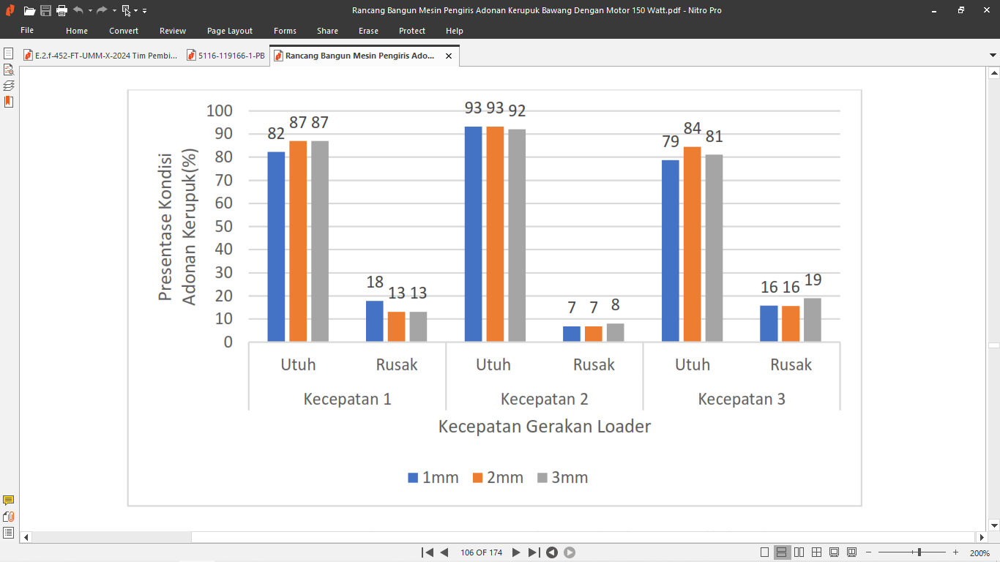 Rancang Bangun Mesin Pengiris Adonan Kerupuk Bawang Dengan Motor 150 Watt.pdf - Nitro Pro
File Home Convert Review Page Layout Forms Share Erase Protect Help
E.2.f-452-FT-UMM-X-2024 Tim Pembi... 5116-119166-1-PB Rancang Bangun Mesin Pengiris Ado...
Presentase Kondisi
Adonan Kerupuk(%)
100
90
80
70
60
50
40
30
20
10
0
82 87 87
18 13 13
93 93 92
7 7 8
79 84 81
16 16 19
Utuh Rusak Utuh Rusak Utuh Rusak
Kecepatan 1 Kecepatan 2 Kecepatan 3
Kecepatan Gerakan Loader
1mm 2mm 3mm
106 OF 174
200%